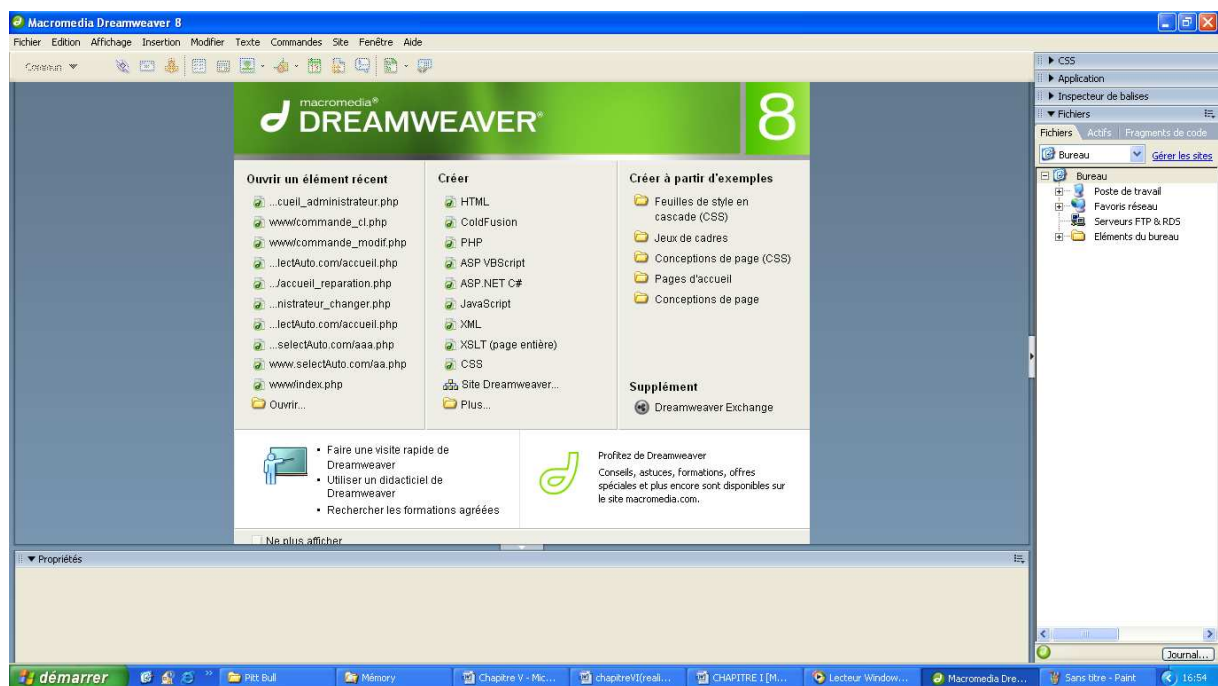 Macromedia Dreamweaver 8
Fichier Edition Affichage Insertion Modifier Texte Commandes Site Fenêtre Aide
Commun
macromedia®
DREAMWEAVER®
8
Ouvrir un élément récent
...cueil_administrateur.php
www/commande_cl.php
www/commande_modif.php
...lectAuto.com/accueil.php
.../accueil_reparation.php
...nistrateur_changer.php
...lectAuto.com/accueil.php
...selectAuto.com/aaa.php
www.selectAuto.com/aa.php
www/index.php
Ouvrir...
Créer
HTML
ColdFusion
PHP
ASP VBScript
ASP.NET C#
JavaScript
XML
XSLT (page entière)
CSS
Site Dreamweaver...
Plus...
Créer à partir d'exemples
Feuilles de style en
cascade (CSS)
Jeux de cadres
Conceptions de page (CSS)
Pages d'accueil
Conceptions de page
Supplément
Dreamweaver Exchange
• Faire une visite rapide de
Dreamweaver
• Utiliser un didacticiel de
Dreamweaver
• Rechercher les formations agréées
Profitez de Dreamweaver
Conseils, astuces, formations, offres
spéciales et plus encore sont disponibles sur
le site macromedia.com.
Ne plus afficher
CSS
Application
Inspecteur de balises
Fichiers
Fichiers Actifs Fragments de code
Bureau Gérer les sites
Bureau
Poste de travail
Favoris réseau
Serveurs FTP & RDS
Eléments du bureau
Propriétés
Journal...
démarrer Pitt Bull Mémory Chapitre V - Mic... chapitreVI(reali... CHAPITRE I [M... Lecteur Window... Macromedia Dre... Sans titre - Paint 16:54